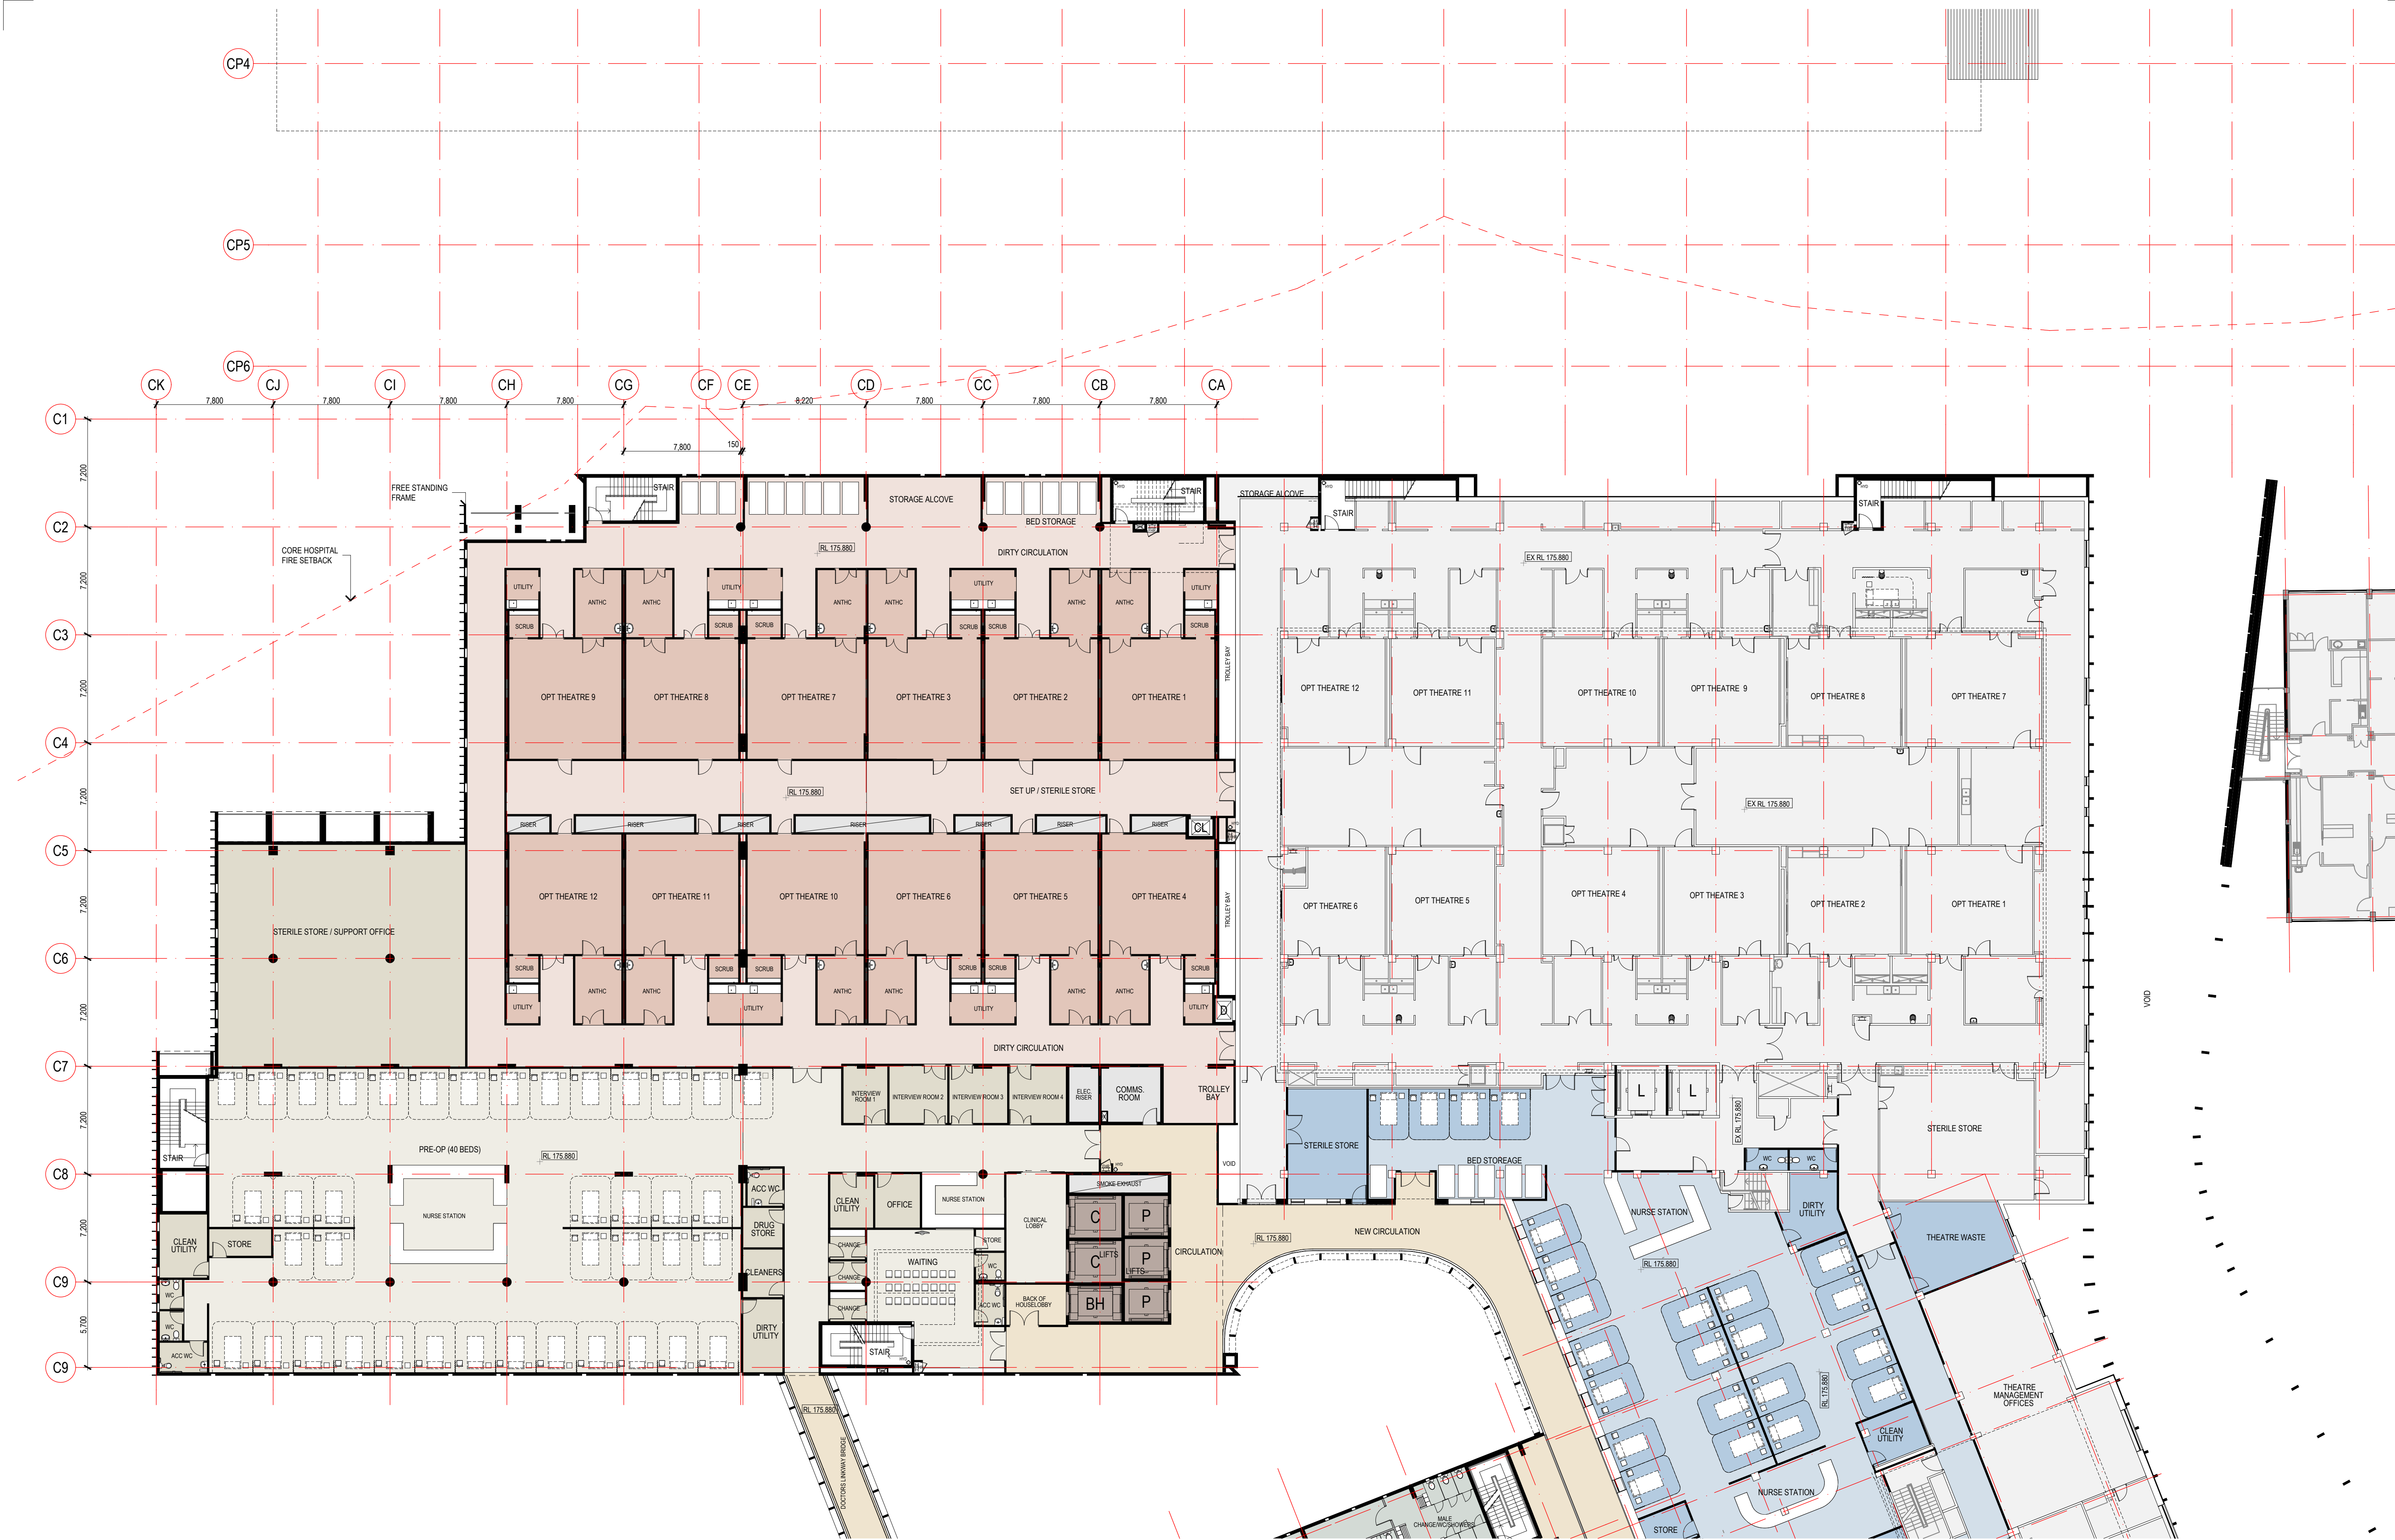 CP4
CP5
CP6
CK
CJ
CI
CH
CG
CF
CE
CD
CC
CB
CA
7,800
7,800
7,800
7,800
8,220
7,800
7,800
7,800
7,800
150
C1
C2
C3
C4
C5
C6
C7
C8
C9
C9
7,200
7,200
7,200
7,200
7,200
7,200
7,200
7,200
5,700
FREE STANDING
FRAME
CORE HOSPITAL
FIRE SETBACK
STAIR
STORAGE ALCOVE
BED STORAGE
STAIR
STORAGE ALCOVE
STAIR
STAIR
RL 175.880
DIRTY CIRCULATION
EX RL 175.880
UTILITY
ANTHC
ANTHC
UTILITY
ANTHC
ANTHC
UTILITY
ANTHC
ANTHC
UTILITY
SCRUB
SCRUB
SCRUB
SCRUB
SCRUB
SCRUB
TROLLEY BAY
OPT THEATRE 9
OPT THEATRE 8
OPT THEATRE 7
OPT THEATRE 3
OPT THEATRE 2
OPT THEATRE 1
OPT THEATRE 12
OPT THEATRE 11
OPT THEATRE 10
OPT THEATRE 9
OPT THEATRE 8
OPT THEATRE 7
RL 175.880
SET UP / STERILE STORE
EX RL 175.880
RISER
RISER
RISER
RISER
RISER
RISER
RISER
CL
OPT THEATRE 12
OPT THEATRE 11
OPT THEATRE 10
OPT THEATRE 6
OPT THEATRE 5
OPT THEATRE 4
TROLLEY BAY
OPT THEATRE 6
OPT THEATRE 5
OPT THEATRE 4
OPT THEATRE 3
OPT THEATRE 2
OPT THEATRE 1
STERILE STORE / SUPPORT OFFICE
SCRUB
SCRUB
SCRUB
SCRUB
SCRUB
SCRUB
ANTHC
ANTHC
ANTHC
ANTHC
ANTHC
ANTHC
UTILITY
UTILITY
UTILITY
UTILITY
D
VOID
DIRTY CIRCULATION
INTERVIEW
ROOM 1
INTERVIEW ROOM 2
INTERVIEW ROOM 3
INTERVIEW ROOM 4
ELEC
RISER
COMMS.
ROOM
TROLLEY
BAY
L
L
EX RL 175.880
STERILE STORE
STERILE STORE
PRE-OP (40 BEDS)
RL 175.880
STAIR
VOID
BED STOREAGE
WC
WC
ACC WC
CLEAN
UTILITY
OFFICE
NURSE STATION
SMOKE EXHAUST
NURSE STATION
DRUG
STORE
CLINICAL
LOBBY
C
P
NURSE STATION
DIRTY
UTILITY
CLEAN
UTILITY
STORE
CHANGE
STORE
CIRCULATION
RL 175.880
NEW CIRCULATION
THEATRE WASTE
CLEANERS
CHANGE
WAITING
WC
C
LIFTS
P
LIFTS
RL 175.880
WC
CHANGE
ACC WC
BACK OF
HOUSELOBBY
BH
P
WC
DIRTY
UTILITY
STAIR
ACC WC
RL 175.880
DOCTORS LINKWAY BRIDGE
RL 175.880
THEATRE
MANAGEMENT
OFFICES
CLEAN
UTILITY
NURSE STATION
MALE
CHANGE/WC/SHOWERS
STORE